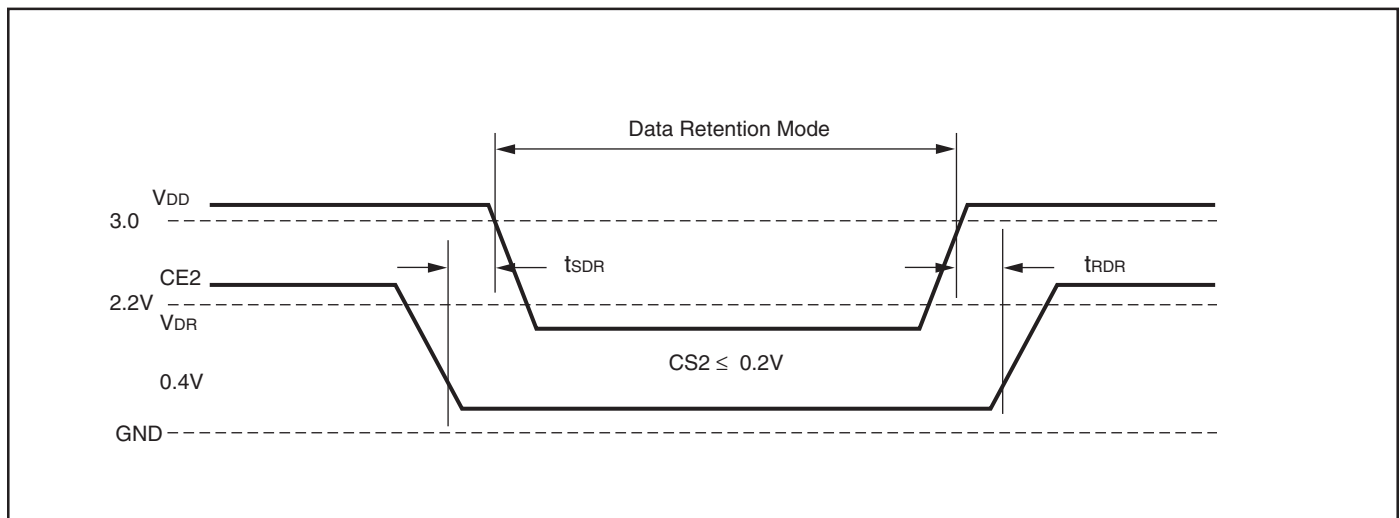 Data Retention Mode
VDD
3.0
tSDR
tRDR
CE2
2.2V
VDR
CS2 ≤ 0.2V
0.4V
GND